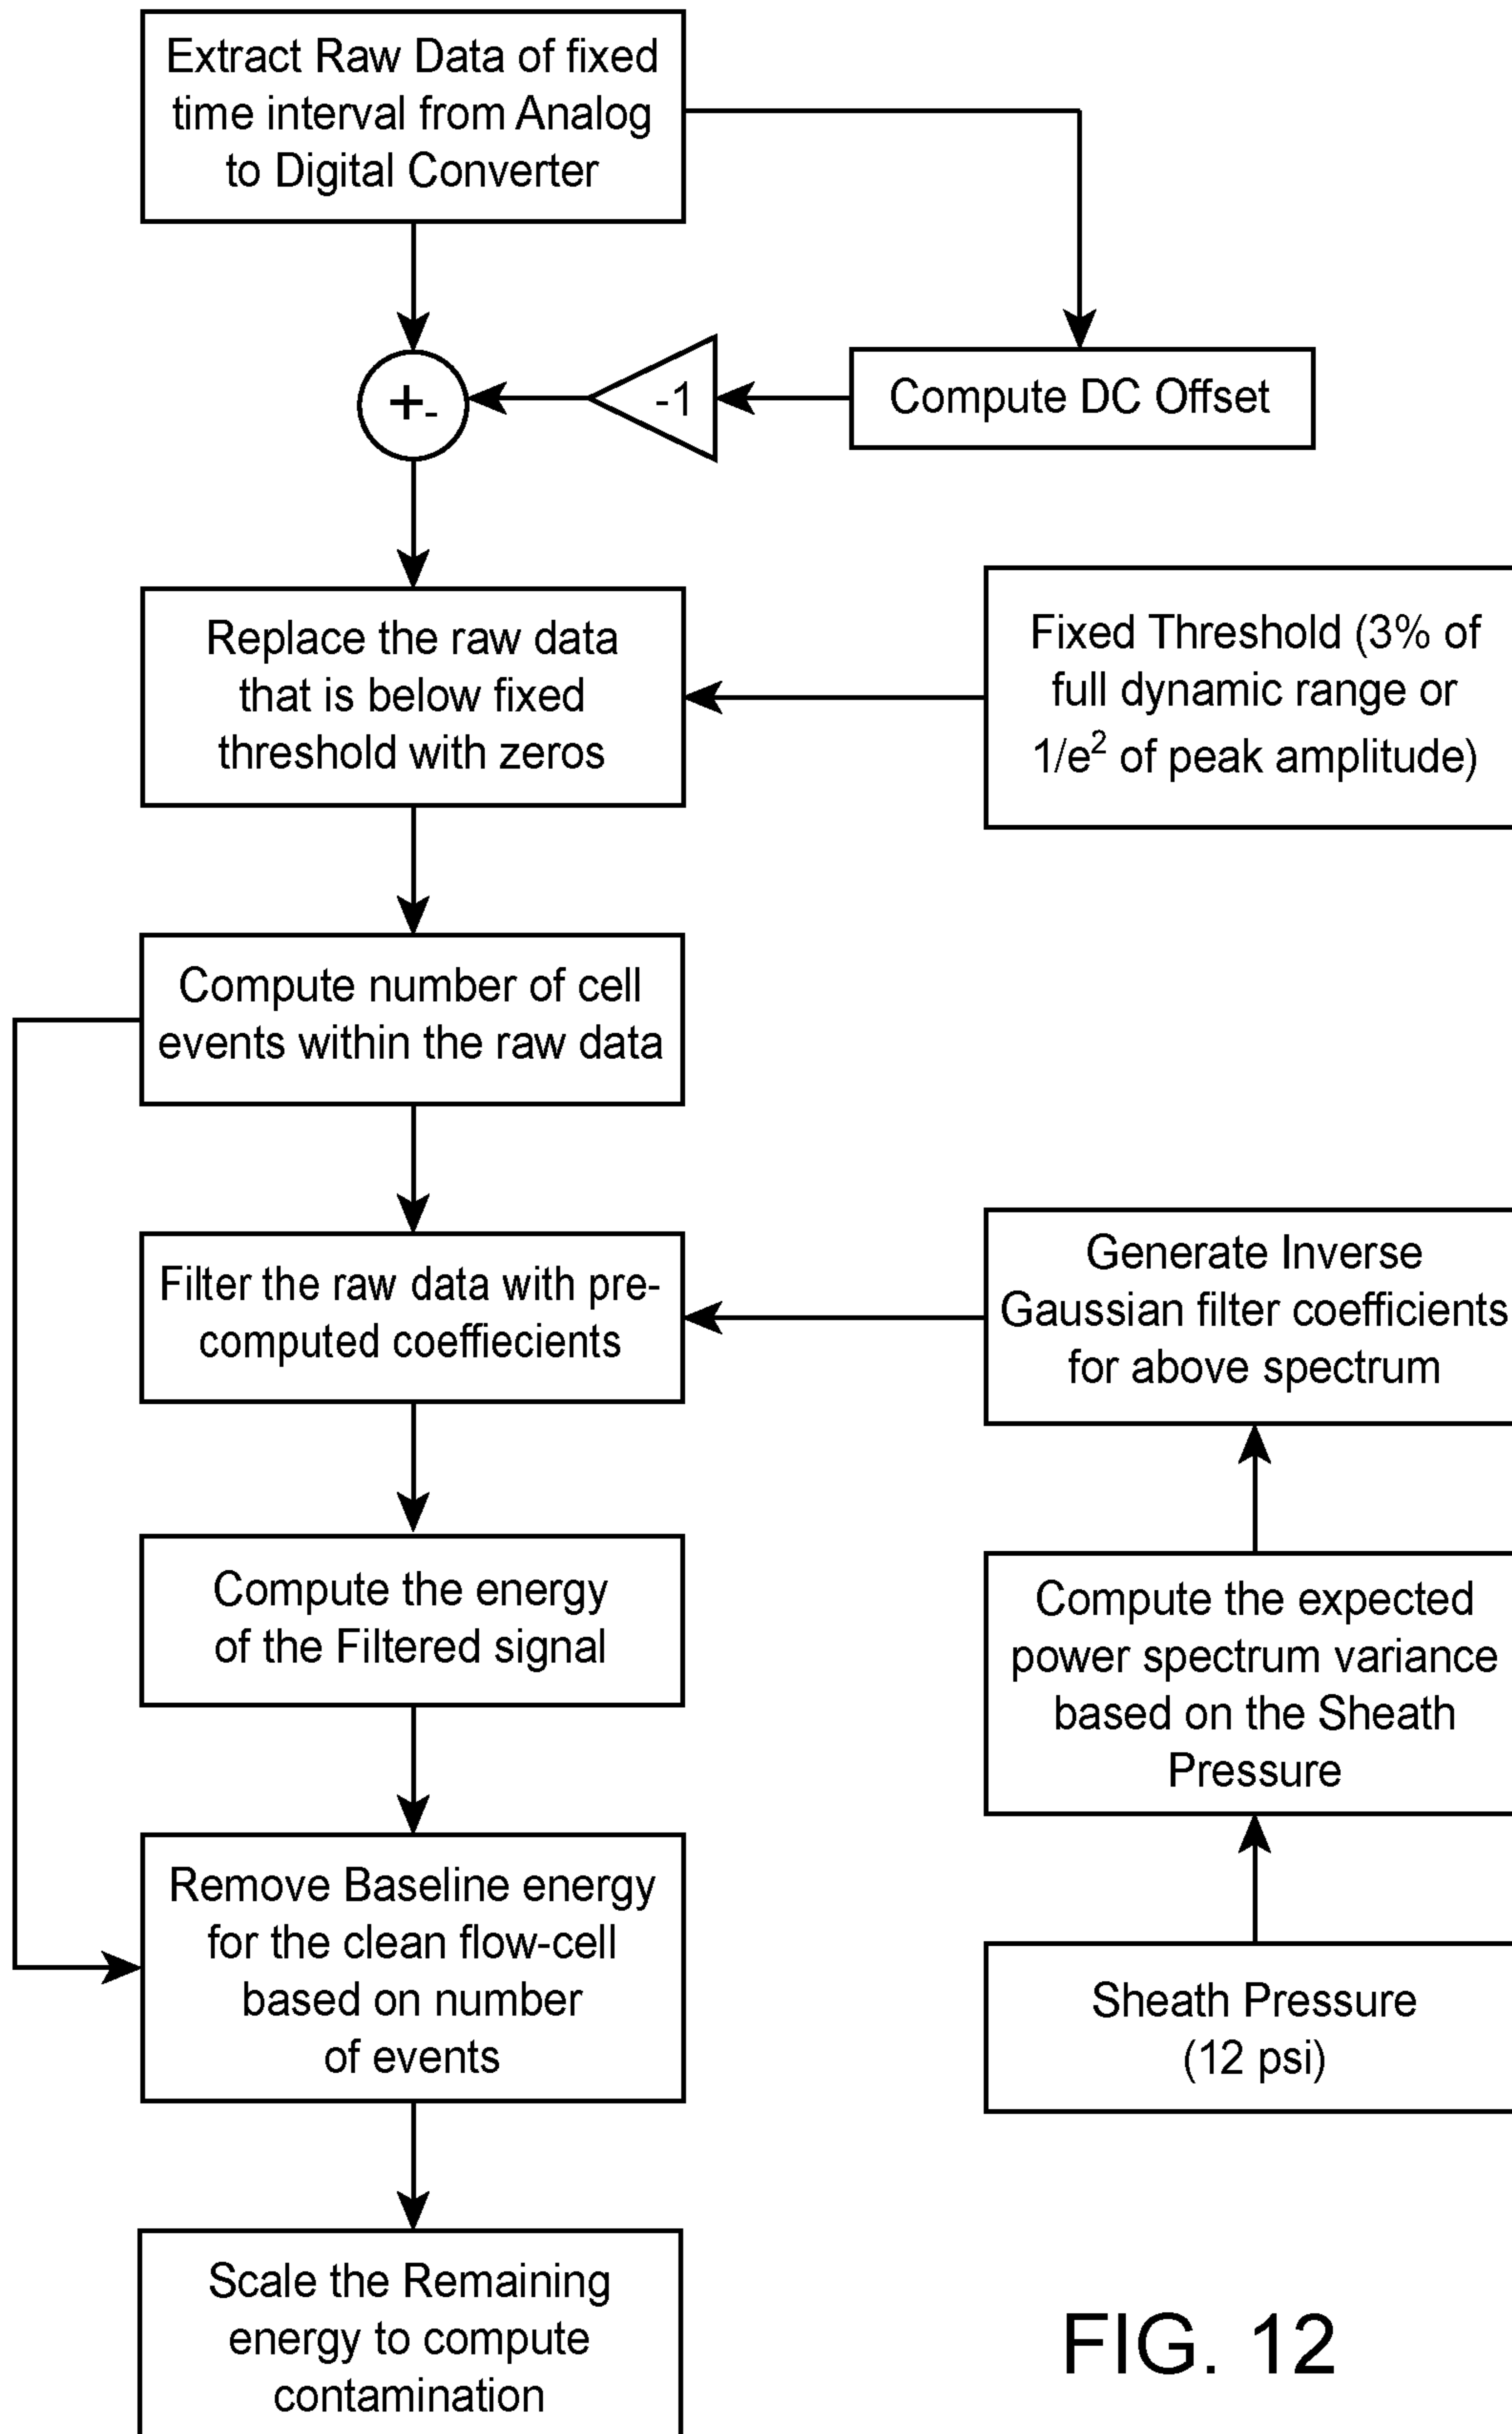 Extract Raw Data of fixed
time interval from Analog
to Digital Converter
+-
-1
Compute DC Offset
Replace the raw data
that is below fixed
threshold with zeros
Fixed Threshold (3% of
full dynamic range or
1/e² of peak amplitude)
Compute number of cell
events within the raw data
Filter the raw data with pre-
computed coeffiecients
Generate Inverse
Gaussian filter coefficients
for above spectrum
Compute the energy
of the Filtered signal
Compute the expected
power spectrum variance
based on the Sheath
Pressure
Remove Baseline energy
for the clean flow-cell
based on number
of events
Sheath Pressure
(12 psi)
Scale the Remaining
energy to compute
contamination
FIG. 12